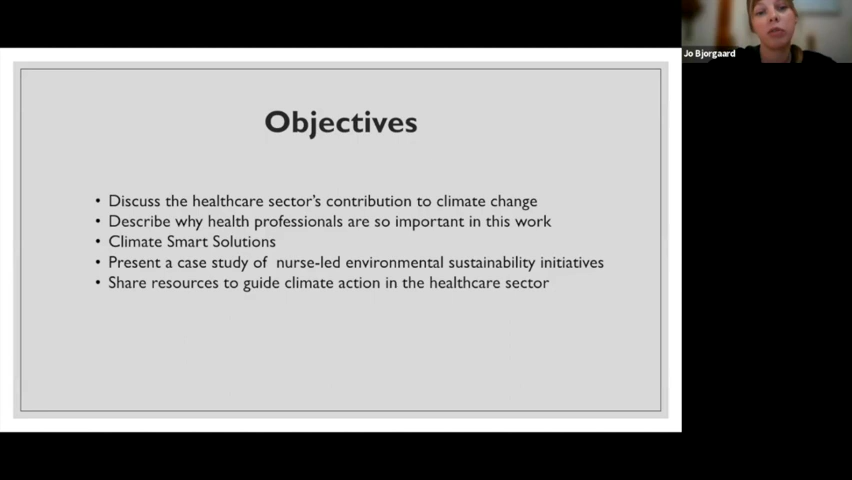 Jo Bjorgaard
Objectives
• Discuss the healthcare sector's contribution to climate change
• Describe why health professionals are so important in this work
• Climate Smart Solutions
• Present a case study of  nurse-led environmental sustainability initiatives
• Share resources to guide climate action in the healthcare sector